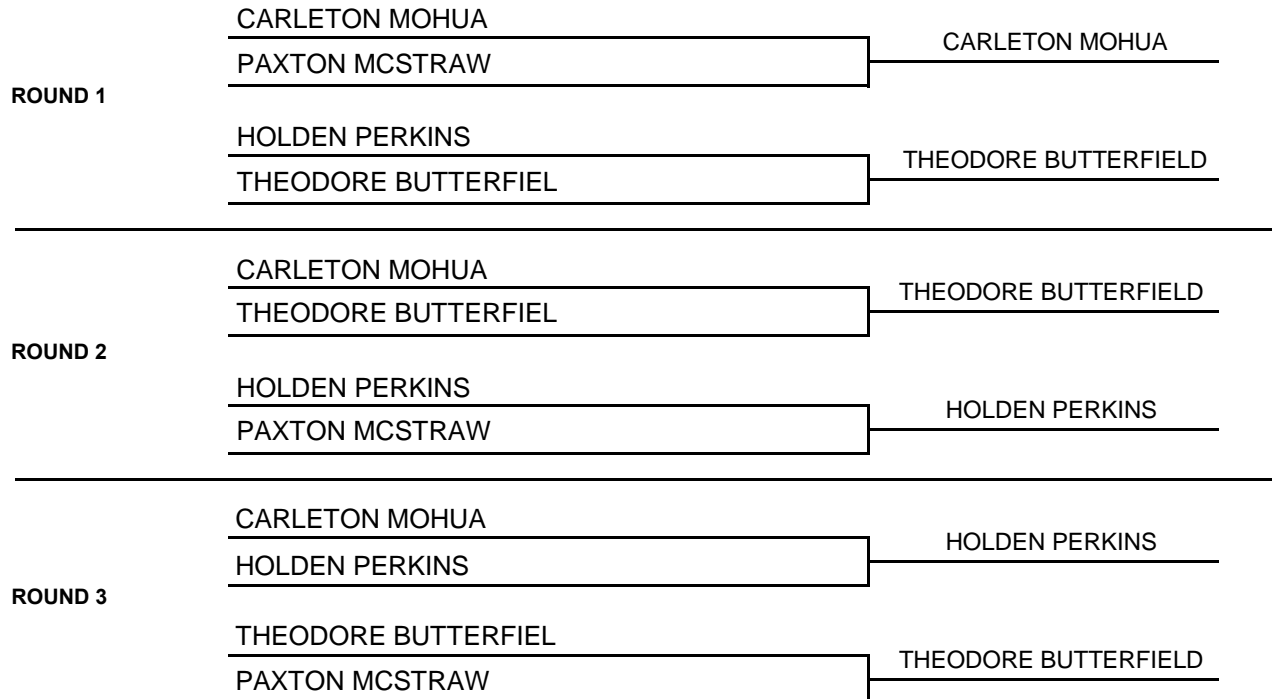 CARLETON MOHUA
CARLETON MOHUA
PAXTON MCSTRAW
ROUND 1
HOLDEN PERKINS
THEODORE BUTTERFIELD
THEODORE BUTTERFIEL
CARLETON MOHUA
THEODORE BUTTERFIELD
THEODORE BUTTERFIEL
ROUND 2
HOLDEN PERKINS
HOLDEN PERKINS
PAXTON MCSTRAW
CARLETON MOHUA
HOLDEN PERKINS
HOLDEN PERKINS
ROUND 3
THEODORE BUTTERFIEL
THEODORE BUTTERFIELD
PAXTON MCSTRAW